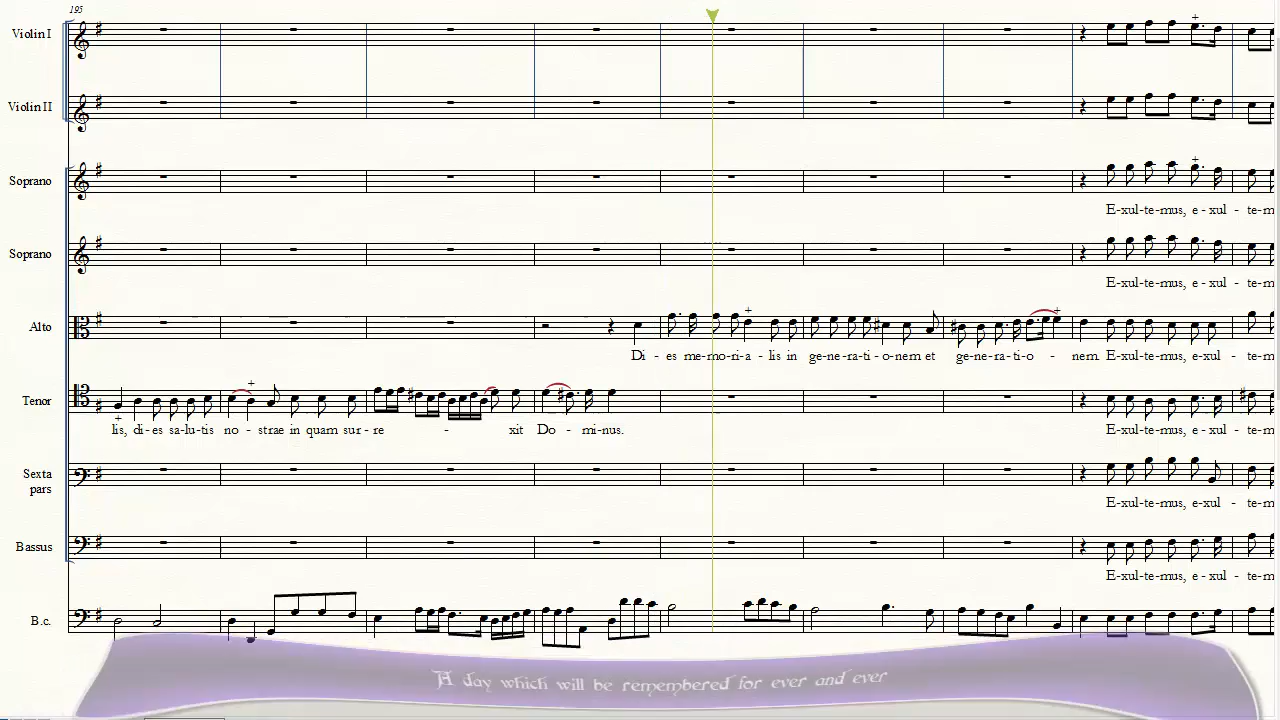 195
Violin I
Violin II
Soprano
E-xul-te-mus, e - xul - te-m
Soprano
E-xul-te-mus, e - xul - te-m
Alto
Di - es me-mo-ri-a - lis in ge-ne-ra-ti-o-nem et ge-ne-ra-ti-o - nem E-xul-te-mus, e-xul - te-m
Tenor
lis, di-es sa-lu-tis no - strae in quam sur-re - xit Do - mi-nus. E-xul-te-mus, e-xul - te-m
Sexta
pars
E-xul-te-mus, e-xul - te-m
Bassus
E-xul-te-mus, e - xul - te-m
B.c.
A day which will be remembered for ever and ever